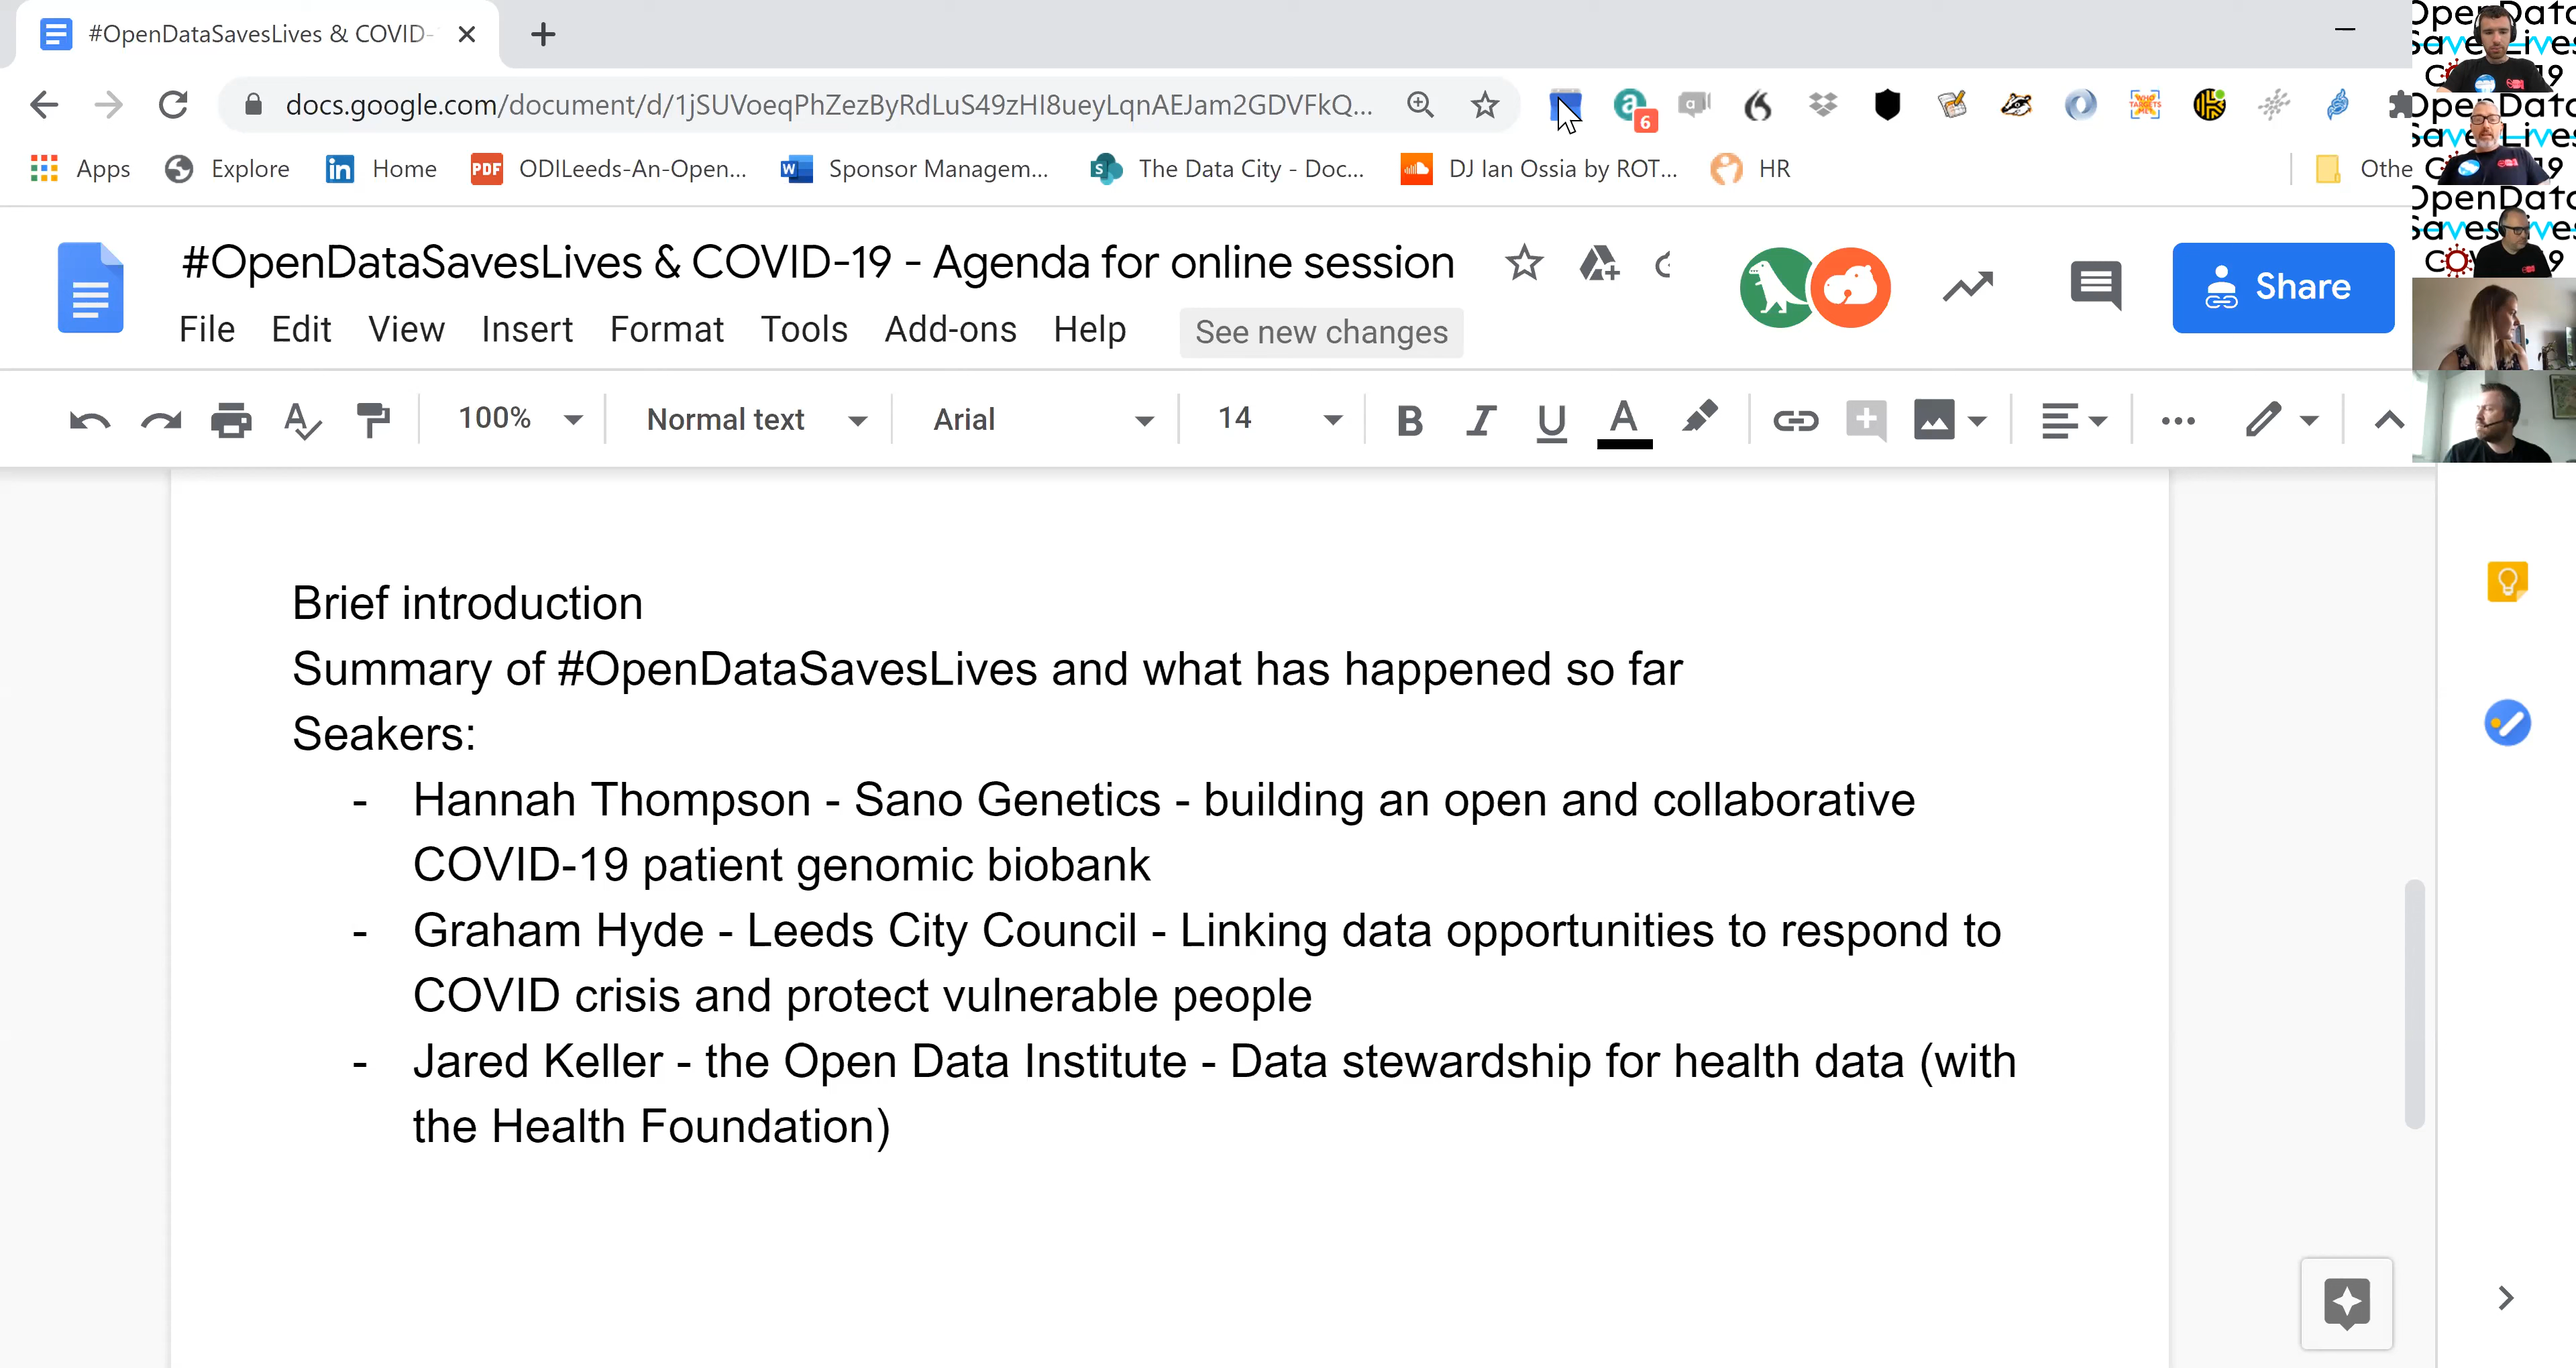 #OpenDataSavesLives & COVID-
docs.google.com/document/d/1jSUVoeqPhZezByRdLuS49zHI8ueyLqnAEJam2GDVFkQ...
6
Apps Explore Home ODILeeds-An-Open... Sponsor Managem... The Data City - Doc... DJ Ian Ossia by ROT... HR Othe
#OpenDataSavesLives & COVID-19 - Agenda for online session
Share
File Edit View Insert Format Tools Add-ons Help See new changes
100% Normal text Arial 14 B I U A
Brief introduction
Summary of #OpenDataSavesLives and what has happened so far
Seakers:
- Hannah Thompson - Sano Genetics - building an open and collaborative
COVID-19 patient genomic biobank
- Graham Hyde - Leeds City Council - Linking data opportunities to respond to
COVID crisis and protect vulnerable people
- Jared Keller - the Open Data Institute - Data stewardship for health data (with
the Health Foundation)